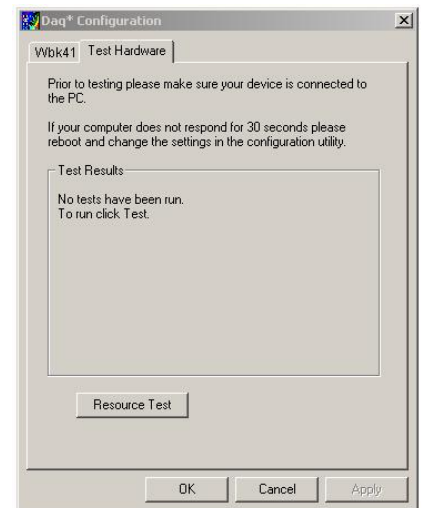 Daq* Configuration
Wbk41 Test Hardware
Prior to testing please make sure your device is connected to
the PC.
If your computer does not respond for 30 seconds please
reboot and change the settings in the configuration utility.
Test Results
No tests have been run.
To run click Test.
Resource Test
OK Cancel Apply